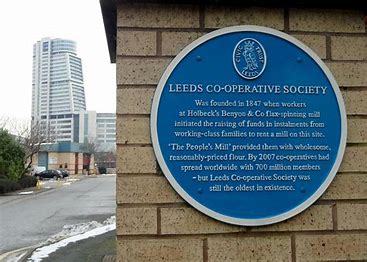 CIVIC TRUST
LEEDS
LEEDS CO-OPERATIVE SOCIETY
Was founded in 1847 when workers
at Holbeck's Benyon & Co flax-spinning mill
initiated the raising of funds in instalments from
working-class families to rent a mill on this site.
'The People's Mill' provided them with wholesome,
reasonably-priced flour. By 2007 co-operatives had
spread worldwide with 700 million members
– but Leeds Co-operative Society was
still the oldest in existence.